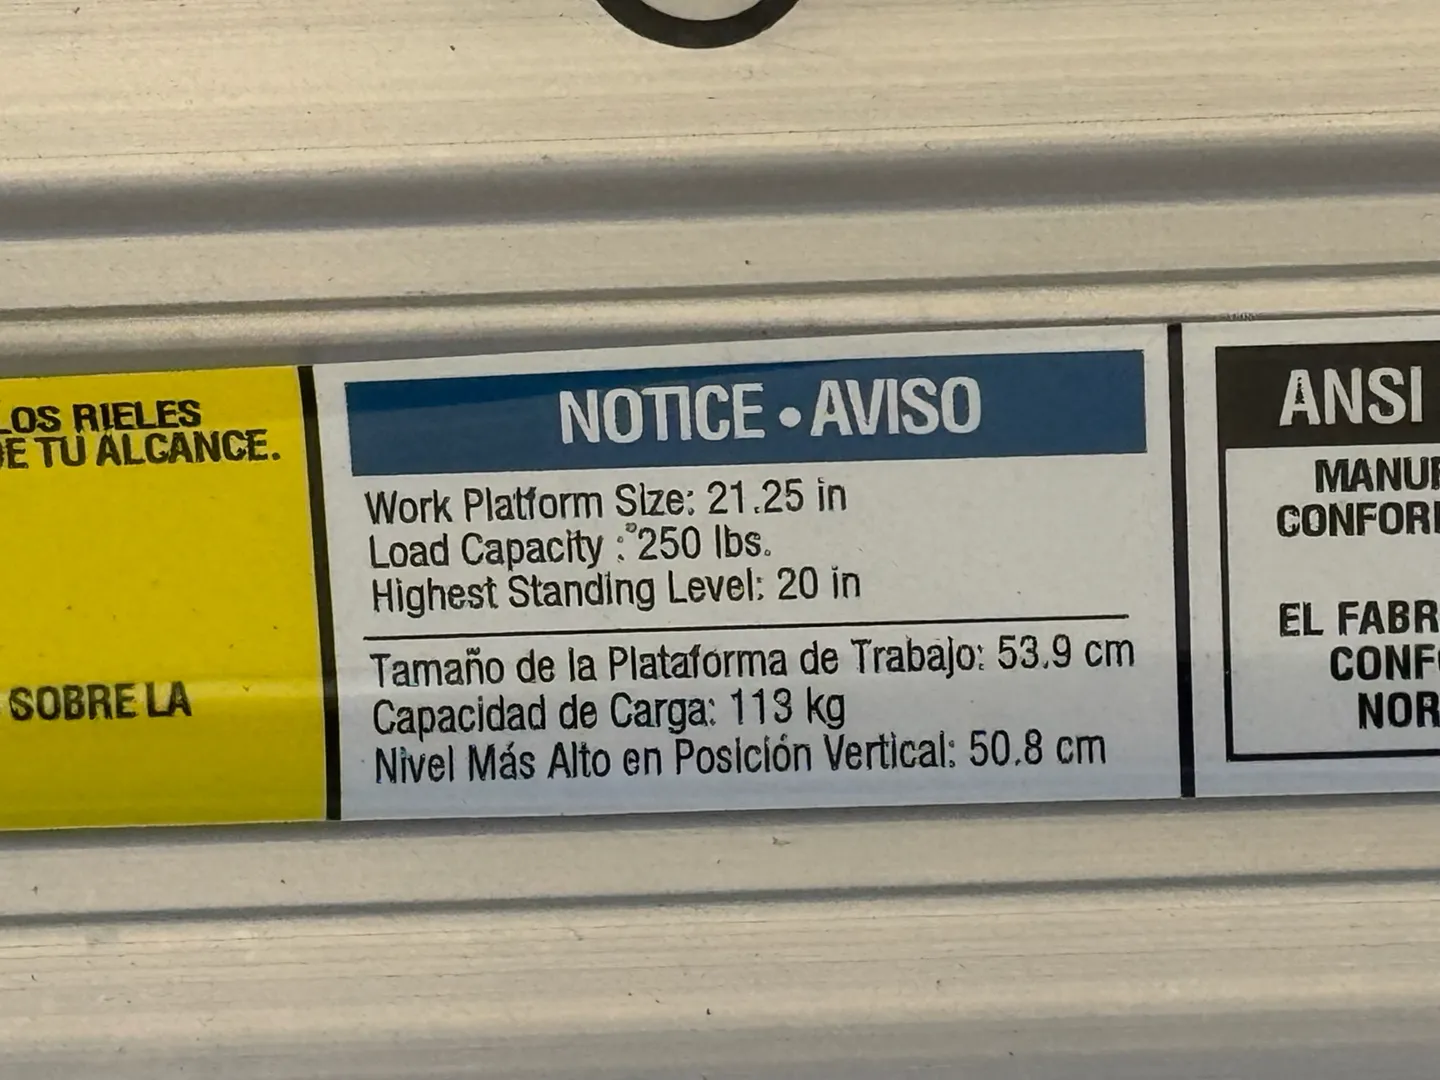 LOS RIELES
DE TU ALCANCE.
SOBRE LA
NOTICE • AVISO
Work Platform Size: 21.25 in
Load Capacity : 250 lbs.
Highest Standing Level: 20 in
Tamaño de la Plataforma de Trabajo: 53.9 cm
Capacidad de Carga: 113 kg
Nivel Más Alto en Posición Vertical: 50.8 cm
ANSI
EL